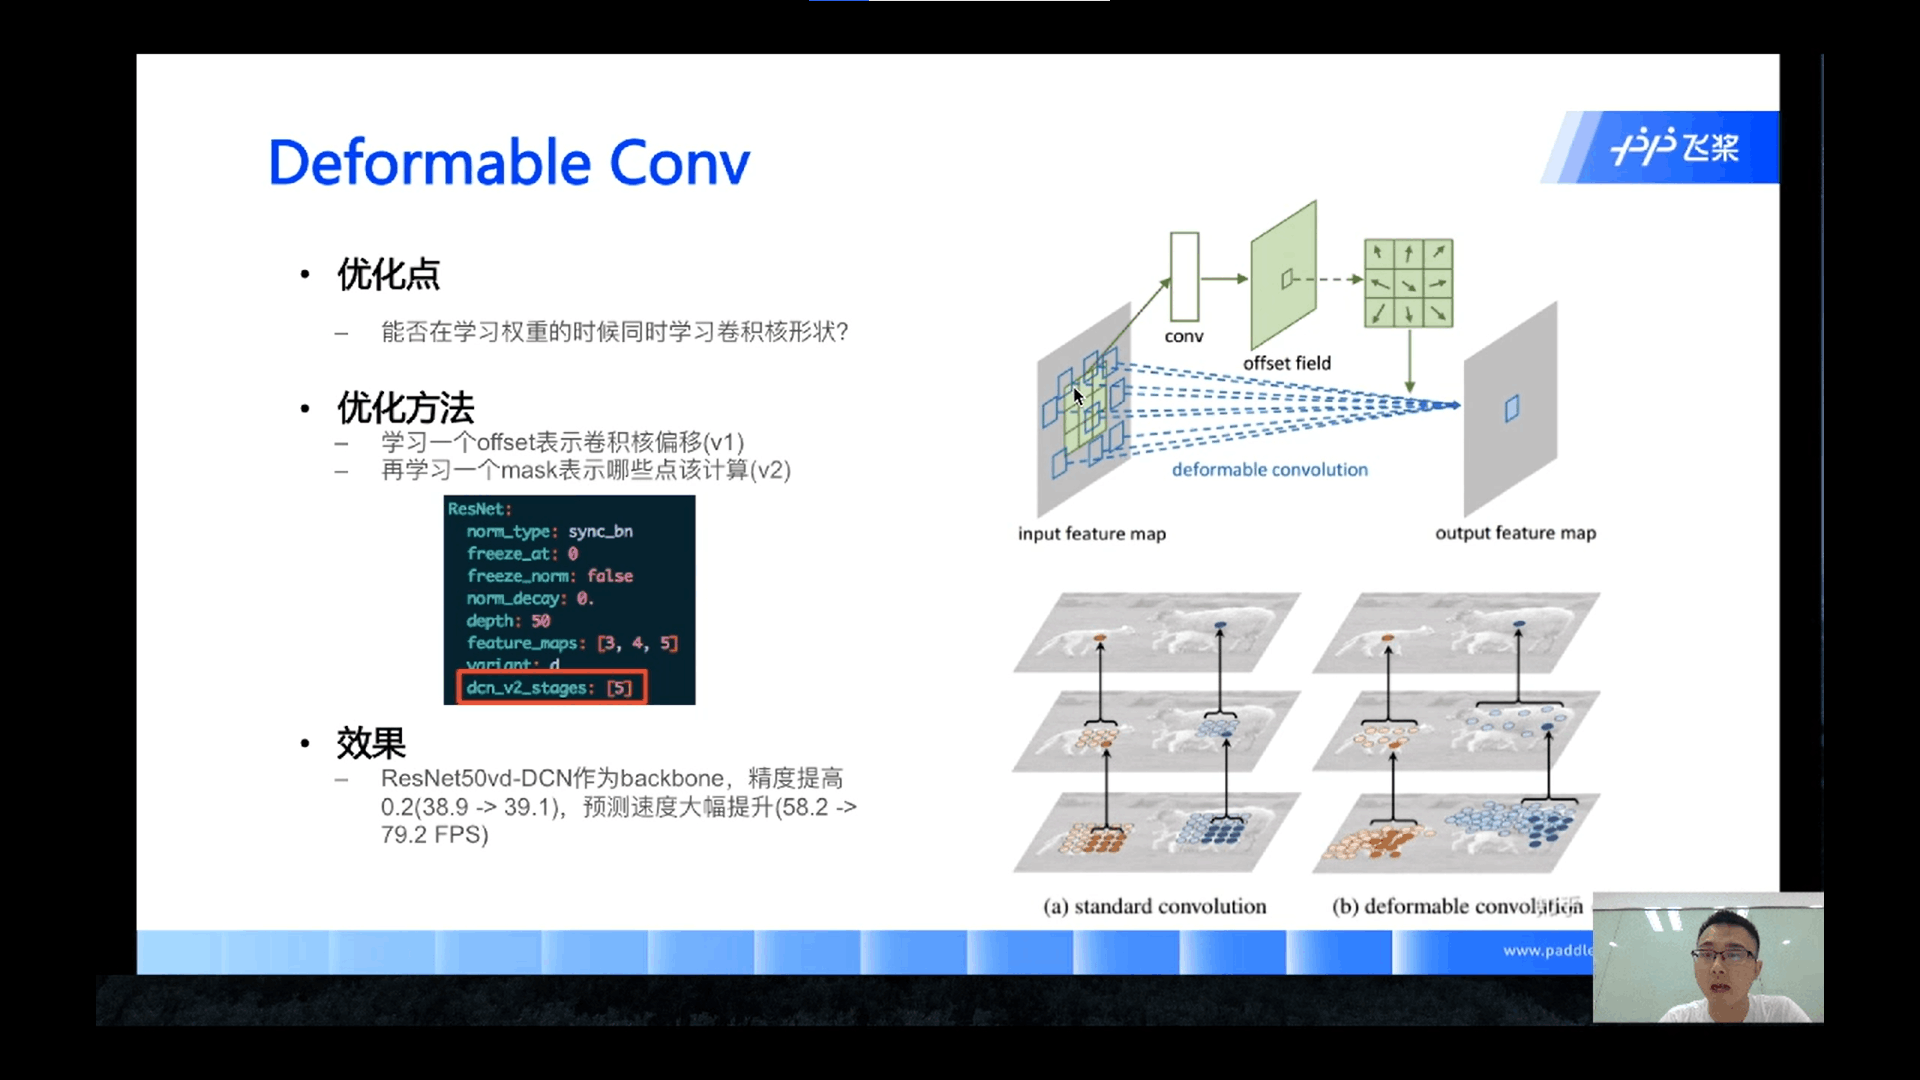 Deformable Conv
飞桨
• 优化点
– 能否在学习权重的时候同时学习卷积核形状?
• 优化方法
– 学习一个offset表示卷积核偏移(v1)
– 再学习一个mask表示哪些点该计算(v2)
ResNet:
norm_type: sync_bn
freeze_at: 0
freeze_norm: false
norm_decay: 0.
depth: 50
feature_maps: [3, 4, 5]
variant: d
dcn_v2_stages: [5]
• 效果
– ResNet50vd-DCN作为backbone，精度提高
0.2(38.9 -> 39.1)，预测速度大幅提升(58.2 ->
79.2 FPS)
conv
offset field
deformable convolution
input feature map
output feature map
(a) standard convolution
(b) deformable convolution
www.paddle